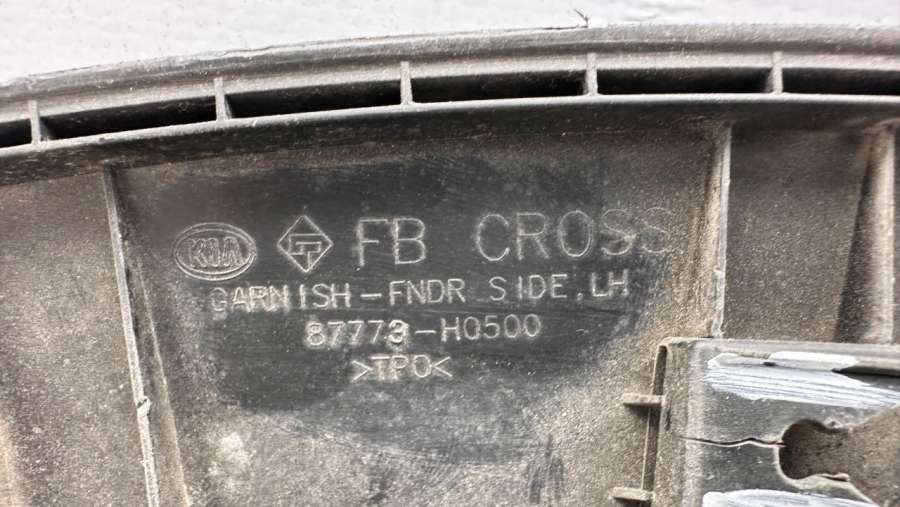 KIA FB CROSS
GARNISH-FNDR SIDE,LH
87773-H0500
>TPO<